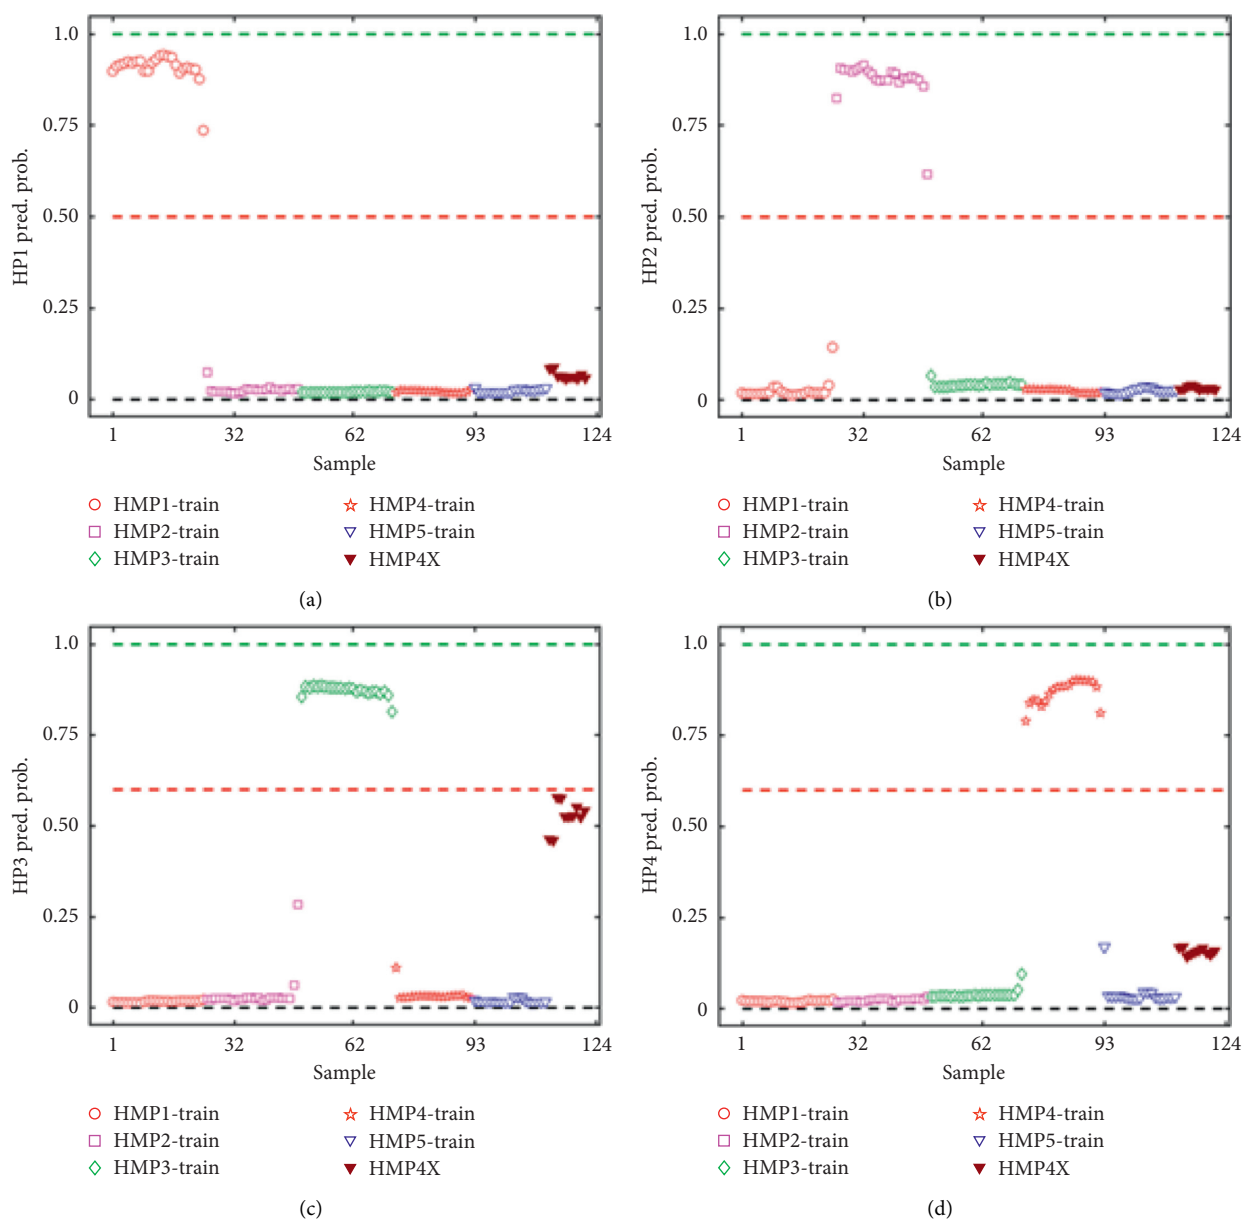 1.0
0.75
0.50
0.25
0
HP1 pred. prob.
1 32 62 93 124
Sample
HMP1-train HMP4-train
HMP2-train HMP5-train
HMP3-train HMP4X
(a)
1.0
0.75
0.50
0.25
0
HP2 pred. prob.
1 32 62 93 124
Sample
HMP1-train HMP4-train
HMP2-train HMP5-train
HMP3-train HMP4X
(b)
1.0
0.75
0.50
0.25
0
HP3 pred. prob.
1 32 62 93 124
Sample
HMP1-train HMP4-train
HMP2-train HMP5-train
HMP3-train HMP4X
(c)
1.0
0.75
0.50
0.25
0
HP4 pred. prob.
1 32 62 93 124
Sample
HMP1-train HMP4-train
HMP2-train HMP5-train
HMP3-train HMP4X
(d)